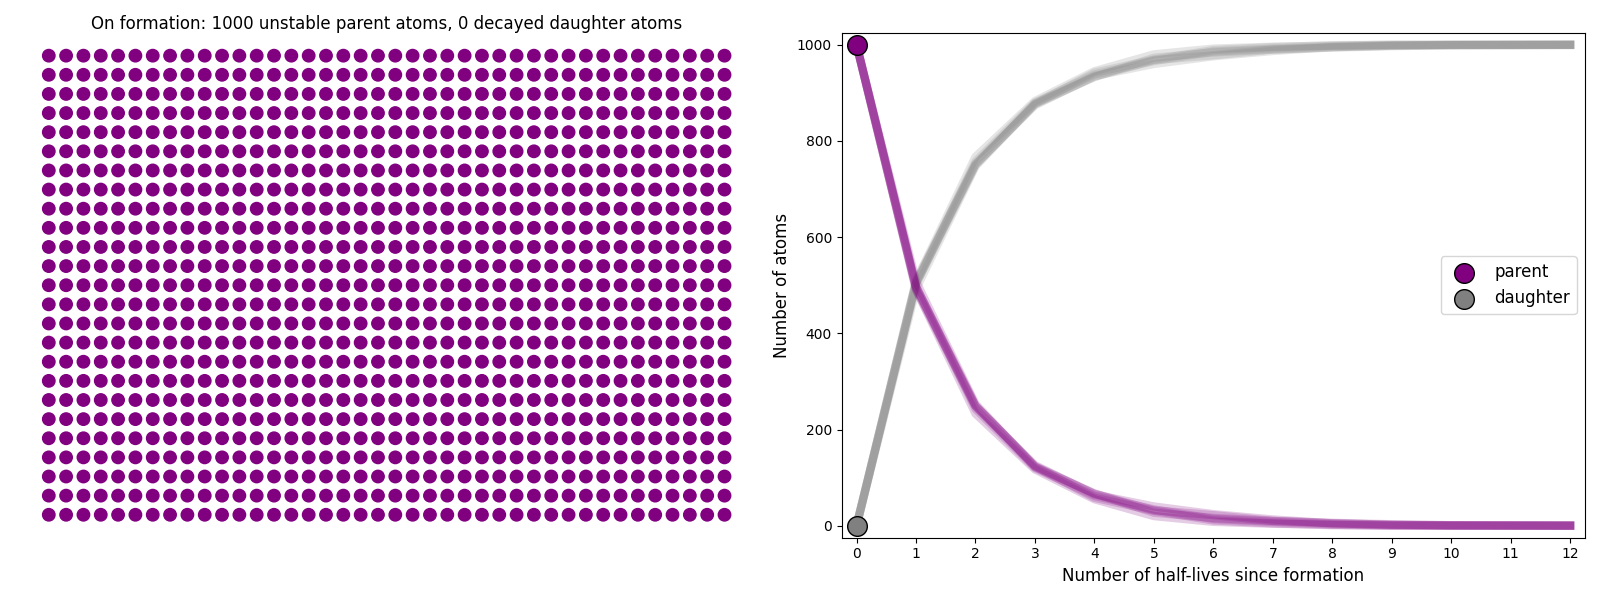 On formation: 1000 unstable parent atoms, 0 decayed daughter atoms
1000
800
600
400
200
0
Number of atoms
parent
daughter
0 1 2 3 4 5 6 7 8 9 10 11 12
Number of half-lives since formation